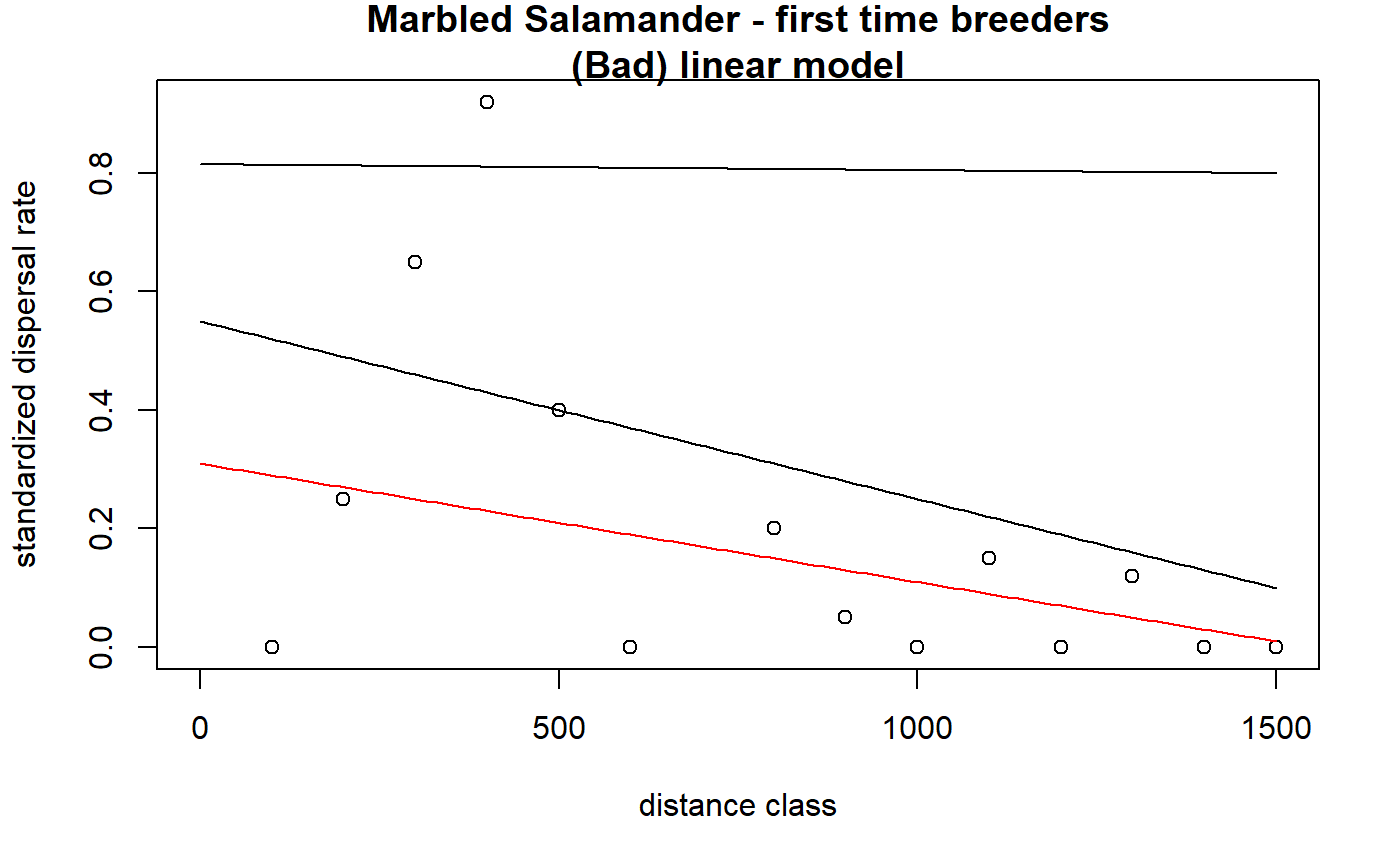 Marbled Salamander - first time breeders
(Bad) linear model
standardized dispersal rate
0.8
0.6
0.4
0.2
0.0
0 500 1000 1500
distance class